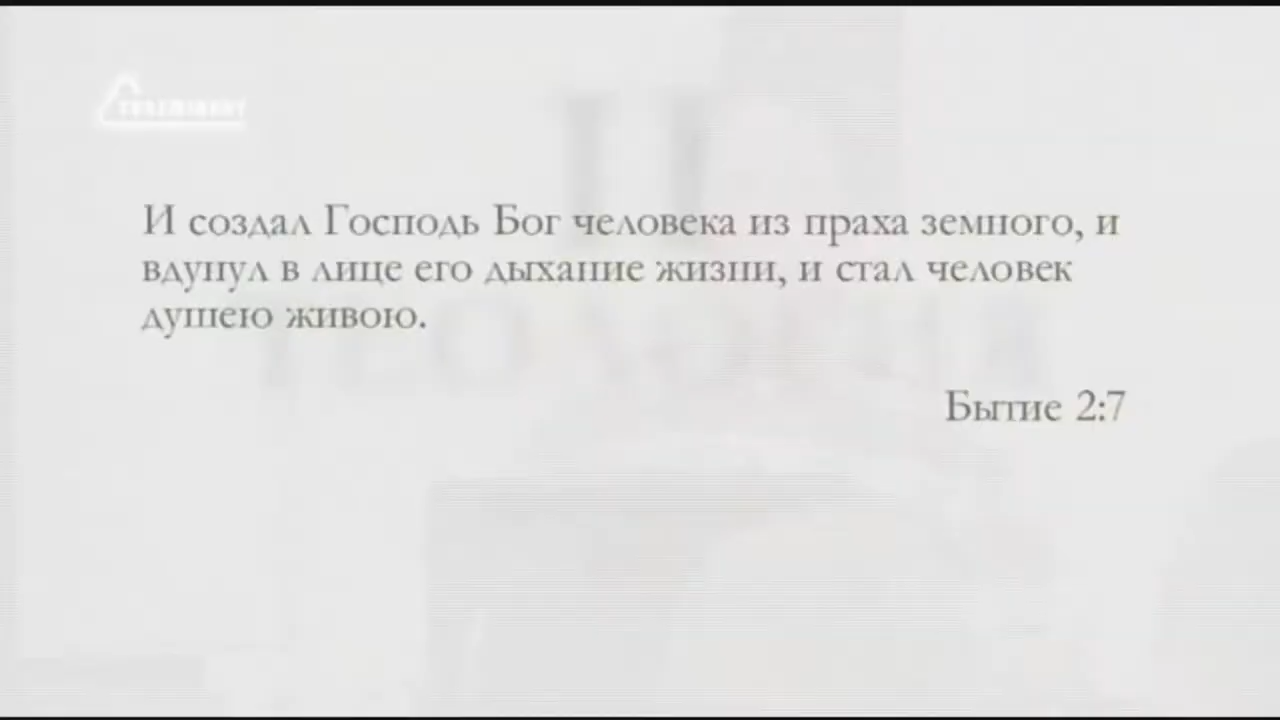 И создал Господь Бог человека из праха земного, и
вдунул в лице его дыхание жизни, и стал человек
душею живою.
Бытие 2:7